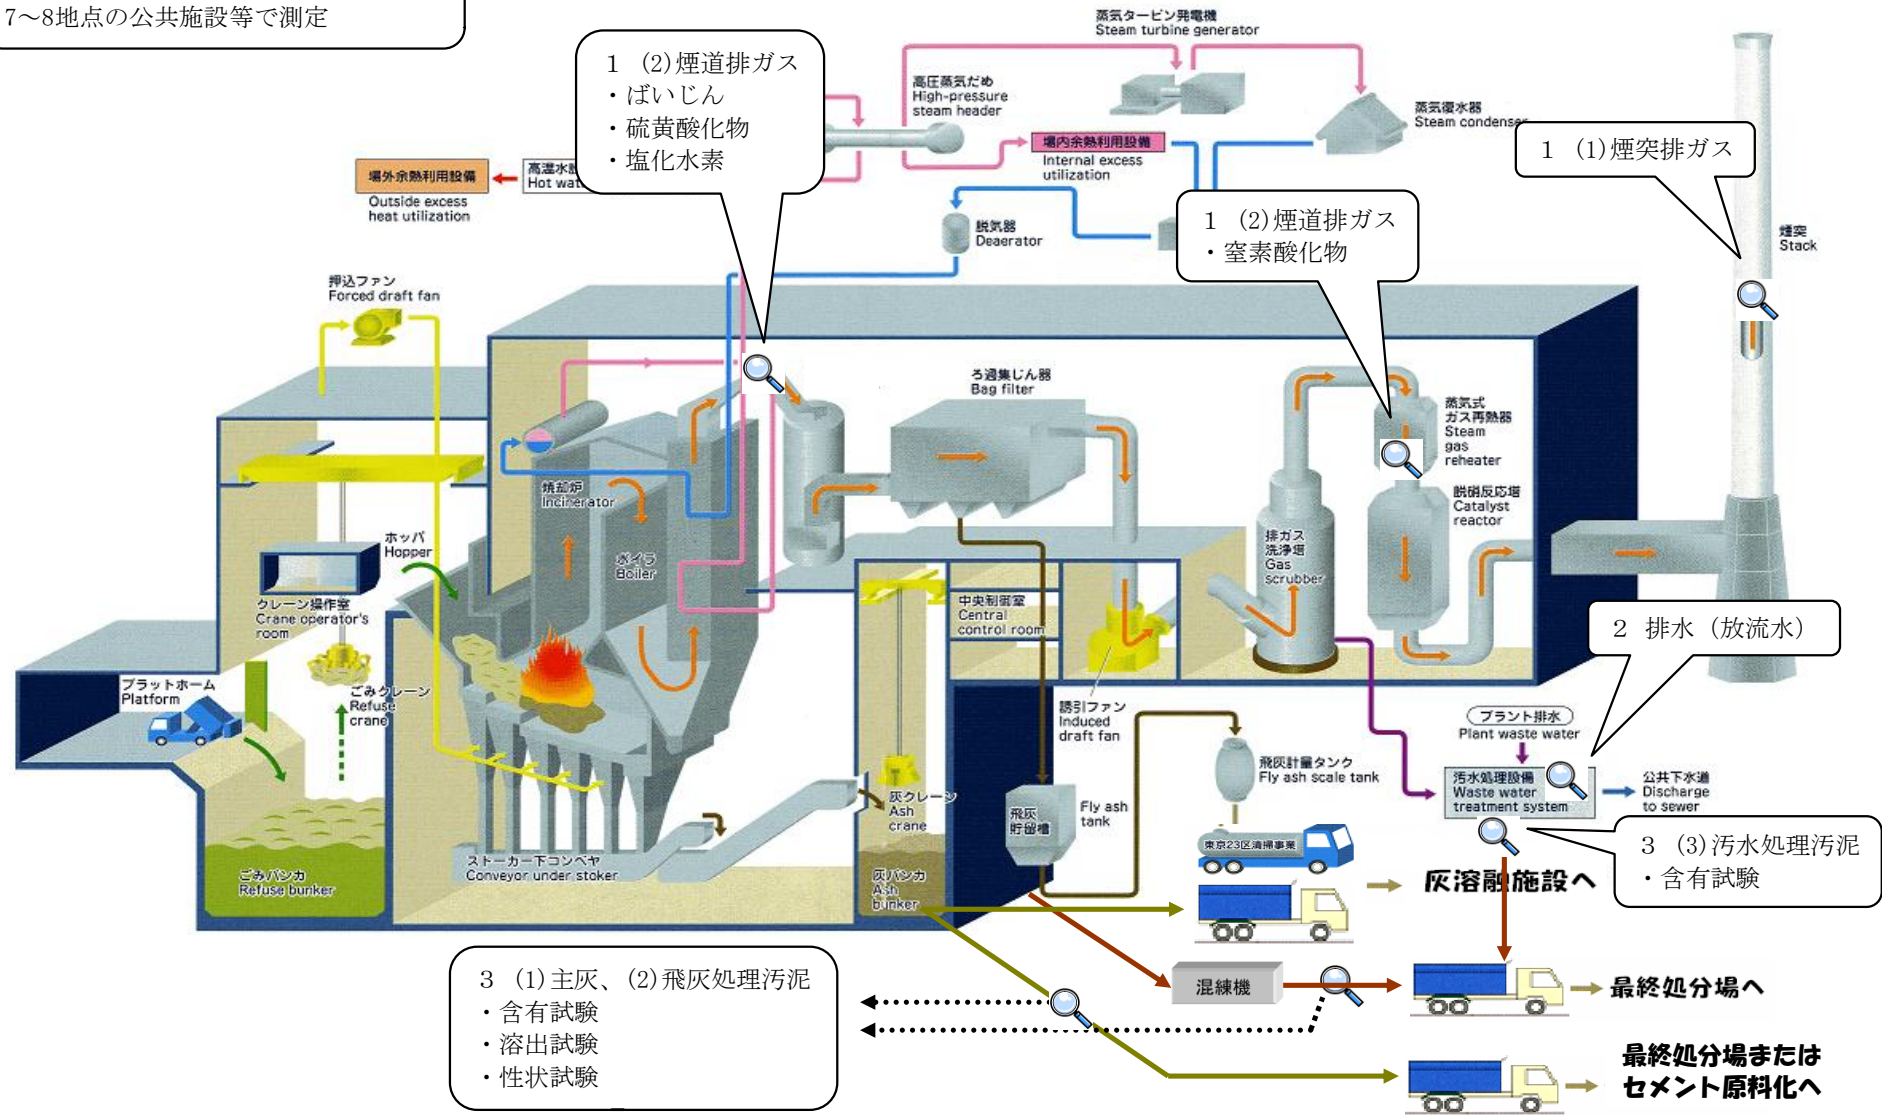 7～8地点の公共施設等で測定
1 (2)煙道排ガス
・ばいじん
・硫黄酸化物
・塩化水素
蒸気タービン発電機
Steam turbine generator
高圧蒸気だめ
High-pressure
steam header
蒸気復水器
Steam condenser
場内余熱利用設備
Internal excess
utilization
1 (1)煙突排ガス
場外余熱利用設備
Outside excess
heat utilization
高温水
Hot wat
脱気器
Deaerator
1 (2)煙道排ガス
・窒素酸化物
煙突
Stack
押込ファン
Forced draft fan
ろ過集じん器
Bag filter
蒸気式
ガス再熱器
Steam
gas
reheater
焼却炉
Incinerator
脱硝反応塔
Catalyst
reactor
ホッパ
Hopper
ボイラ
Boiler
排ガス
洗浄塔
Gas
scrubber
クレーン操作室
Crane operator's
room
中央制御室
Central
control room
2 排水（放流水）
プラットホーム
Platform
ごみクレーン
Refuse
crane
誘引ファン
Induced
draft fan
プラント排水
Plant waste water
飛灰計量タンク
Fly ash scale tank
汚水処理設備
Waste water
treatment system
公共下水道
Discharge
to sewer
灰クレーン
Ash
crane
飛灰
貯留槽
Fly ash
tank
東京23区清掃事業
3 (3)汚水処理汚泥
・含有試験
ごみバンカ
Refuse bunker
ストーカー下コンベヤ
Conveyor under stoker
灰バンカ
Ash
bunker
灰溶融施設へ
3 (1)主灰、(2)飛灰処理汚泥
・含有試験
・溶出試験
・性状試験
混練機
最終処分場へ
最終処分場または
セメント原料化へ